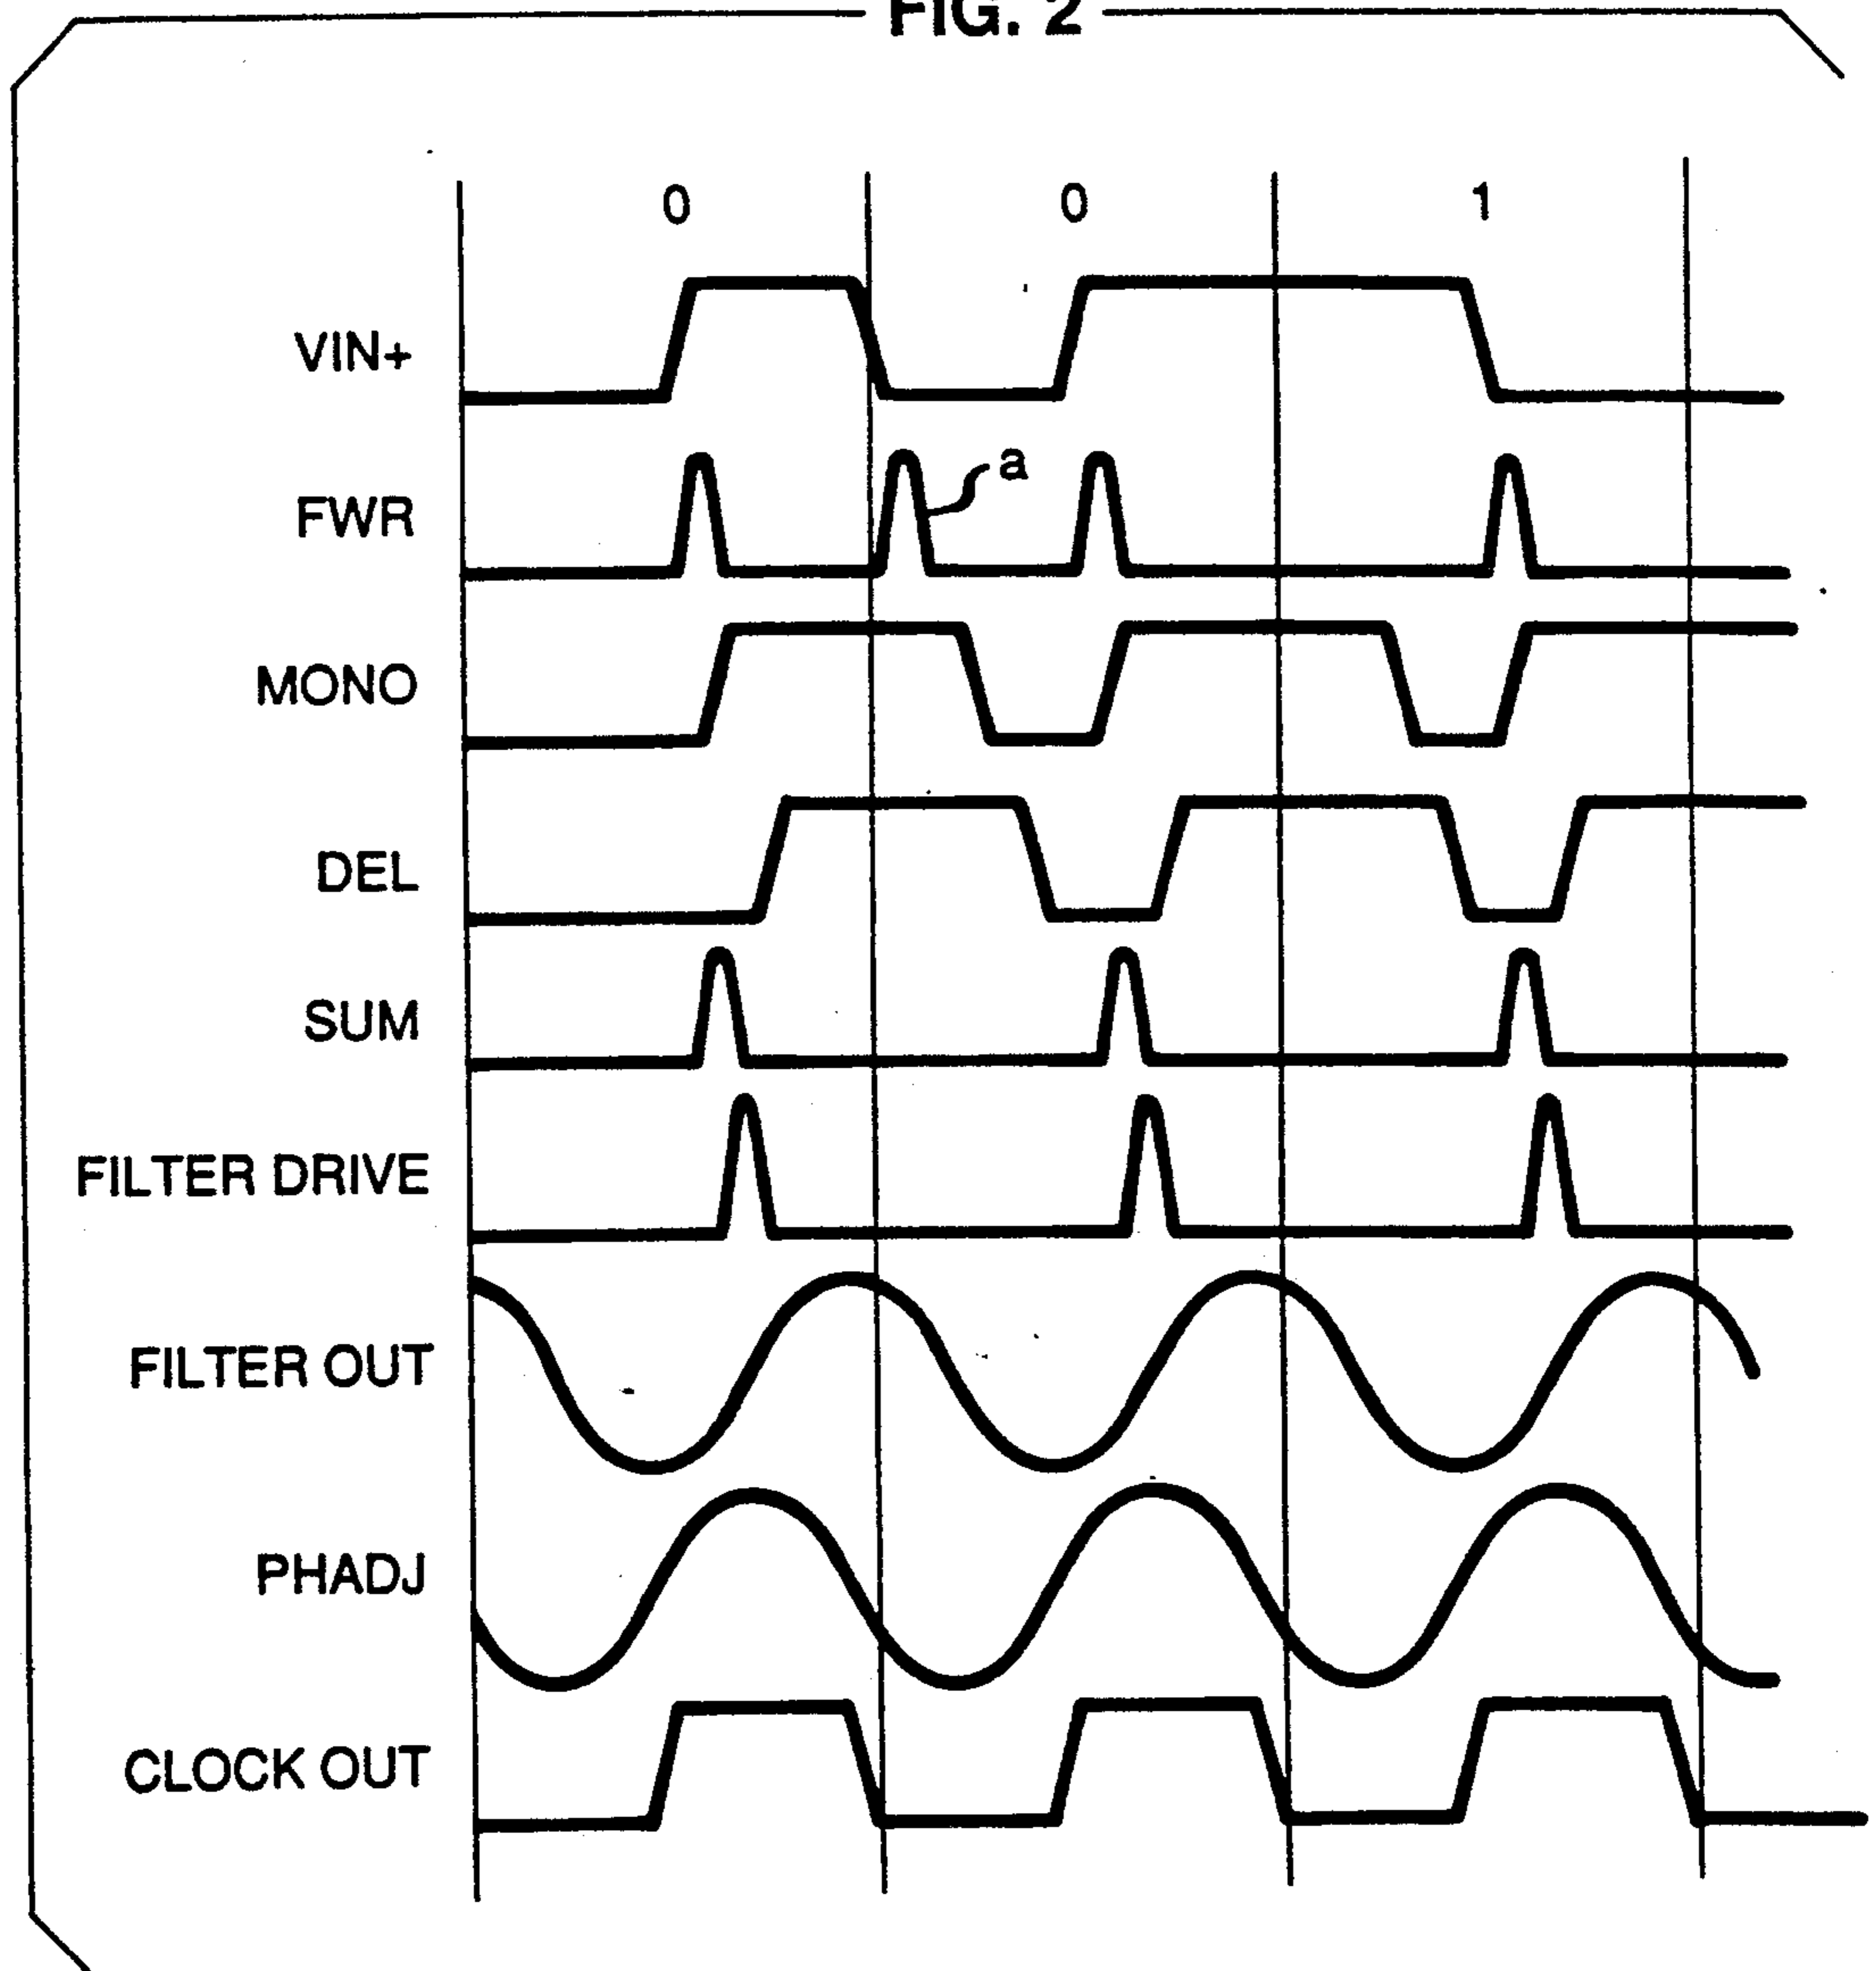 FIG. 2
0 0 1
VIN+
FWR
a
MONO
DEL
SUM
FILTER DRIVE
FILTER OUT
PHADJ
CLOCK OUT